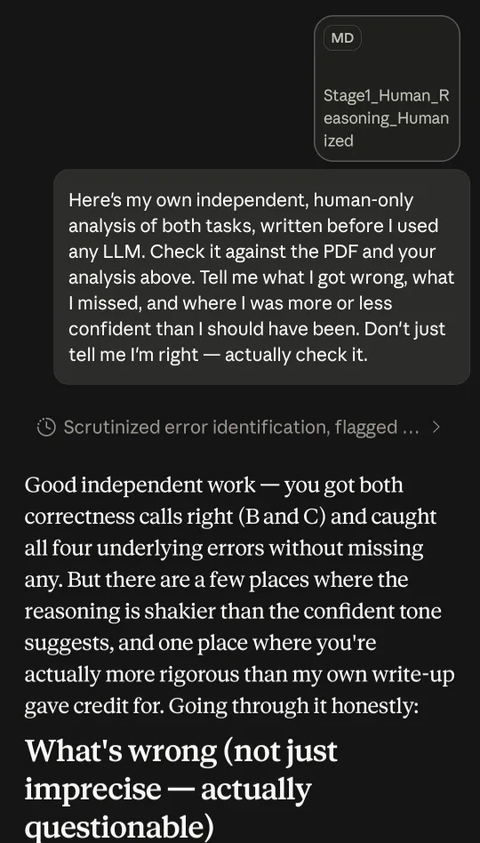 MD
Stage1_Human_R
easoning_Human
ized
Here's my own independent, human-only
analysis of both tasks, written before I used
any LLM. Check it against the PDF and your
analysis above. Tell me what I got wrong, what
I missed, and where I was more or less
confident than I should have been. Don't just
tell me I'm right — actually check it.
Scrutinized error identification, flagged ...
Good independent work — you got both
correctness calls right (B and C) and caught
all four underlying errors without missing
any. But there are a few places where the
reasoning is shakier than the confident tone
suggests, and one place where you're
actually more rigorous than my own write-up
gave credit for. Going through it honestly:
What's wrong (not just
imprecise — actually
questionable)